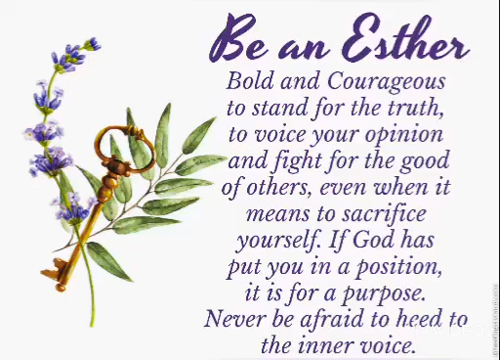 Be an Esther
Bold and Courageous
to stand for the truth,
to voice your opinion
and fight for the good
of others, even when it
means to sacrifice
yourself. If God has
put you in a position,
it is for a purpose.
Never be afraid to heed to
the inner voice.